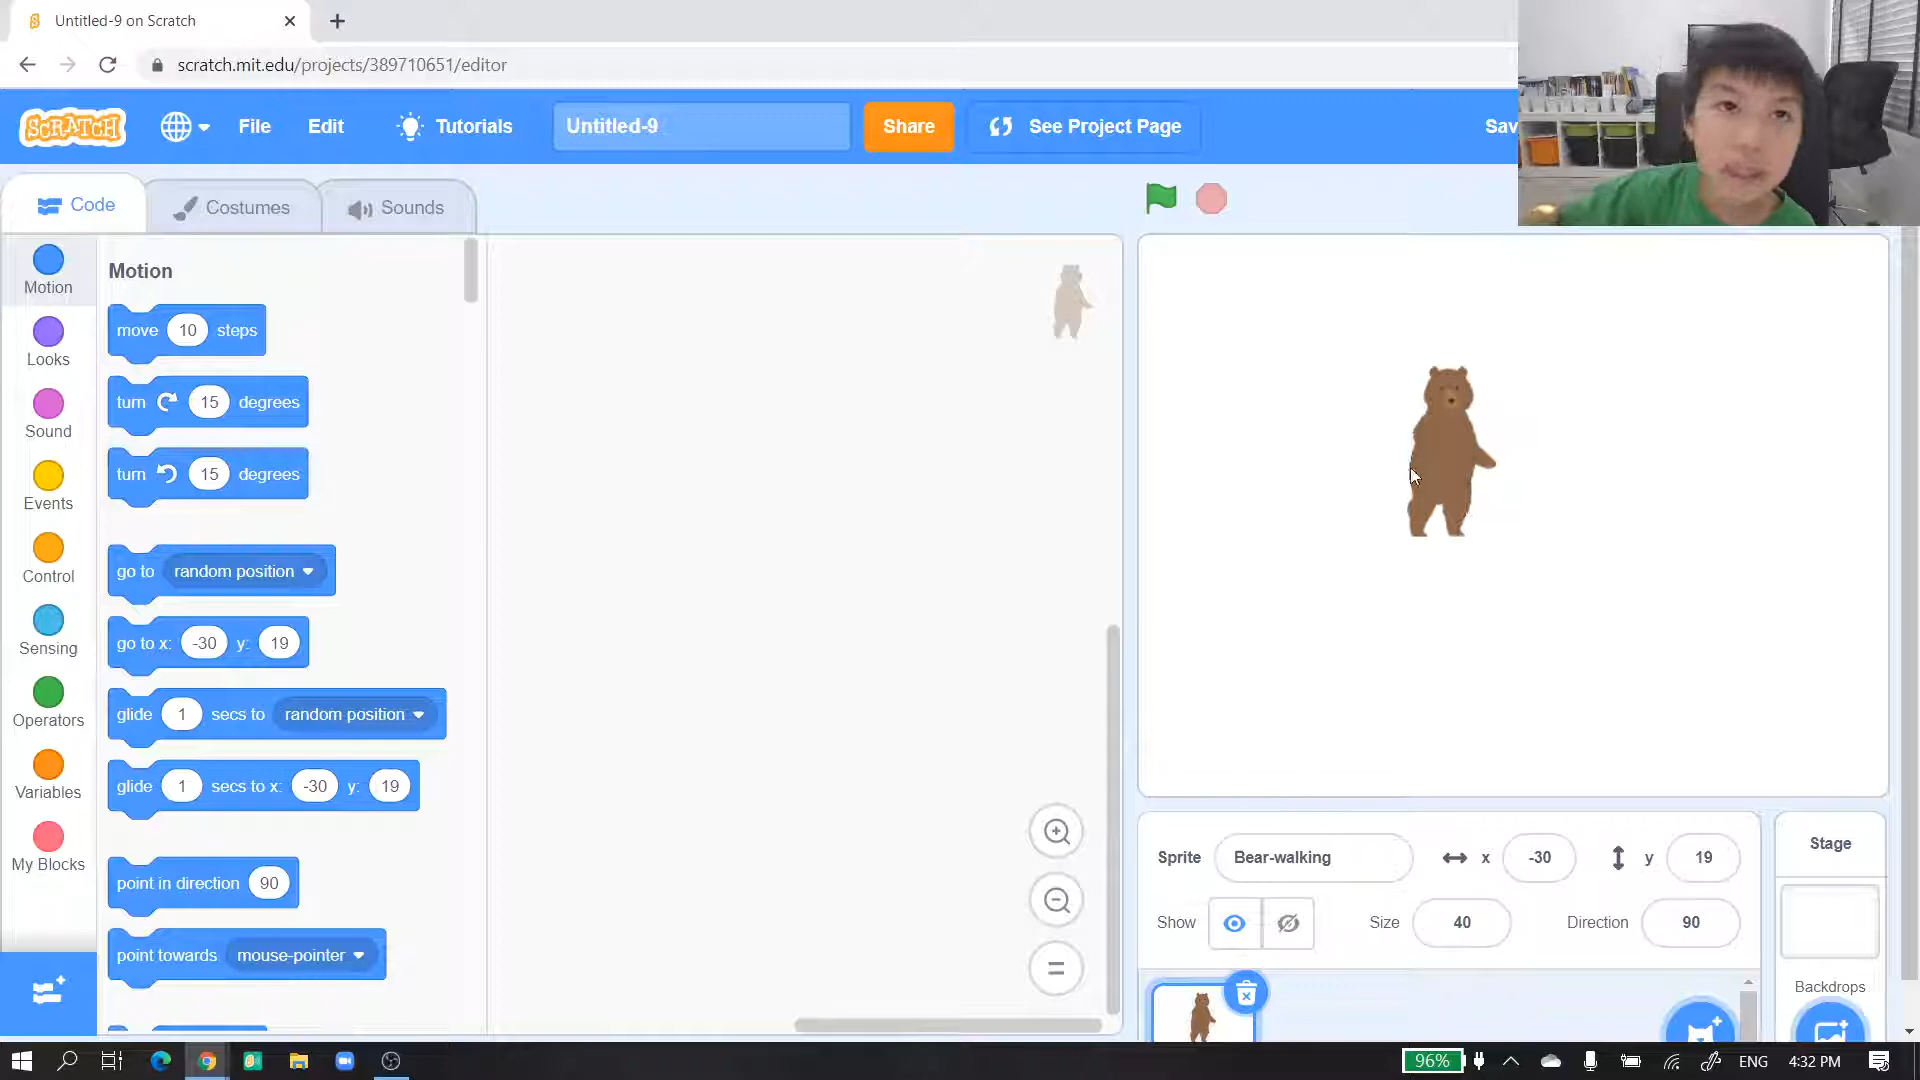 Untitled-9 on Scratch
scratch.mit.edu/projects/389710651/editor
SCRATCH
File
Edit
Tutorials
Untitled-9
Share
See Project Page
Sav
Code
Costumes
Sounds
Motion
Looks
Sound
Events
Control
Sensing
Operators
Variables
My Blocks
Motion
move 10 steps
turn 15 degrees
turn 15 degrees
go to random position
go to x: -30 y: 19
glide 1 secs to random position
glide 1 secs to x: -30 y: 19
point in direction 90
point towards mouse-pointer
Sprite Bear-walking x -30 y 19
Show Size 40 Direction 90
Stage
Backdrops
96% ENG 4:32 PM